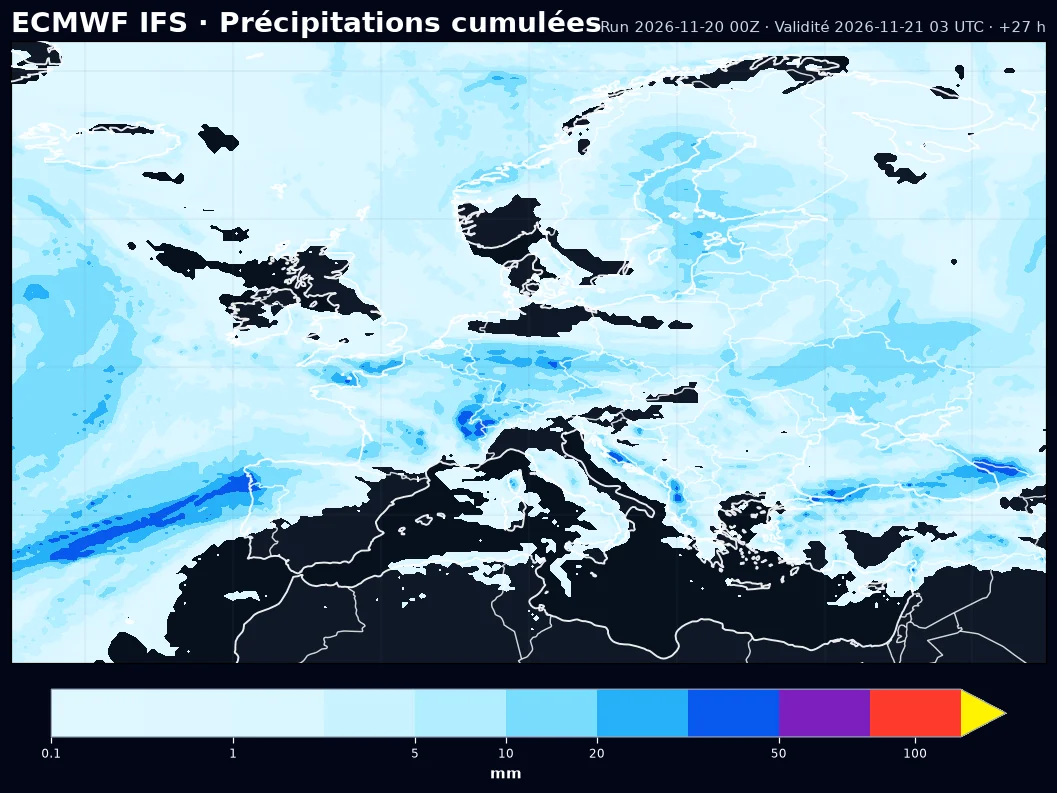 ECMWF IFS · Précipitations cumulées
Run 2026-11-20 00Z · Validité 2026-11-21 03 UTC · +27 h
0.1 1 5 10 20 50 100
mm